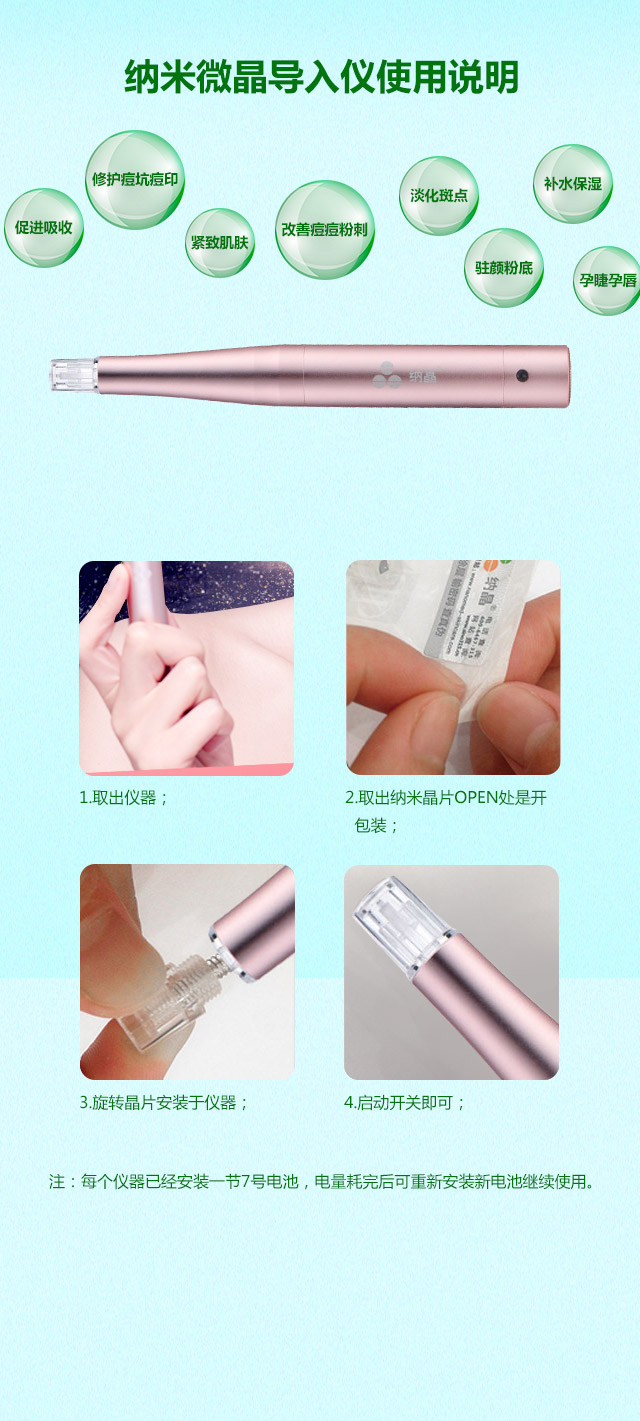 纳米微晶导入仪使用说明
修护痘坑痘印
促进吸收
紧致肌肤
改善痘痘粉刺
淡化斑点
补水保湿
驻颜粉底
孕睫孕唇
纳晶
纳晶
1.取出仪器；
2.取出纳米晶片OPEN处是开
包装；
3.旋转晶片安装于仪器；
4.启动开关即可；
注：每个仪器已经安装一节7号电池，电量耗完后可重新安装新电池继续使用。